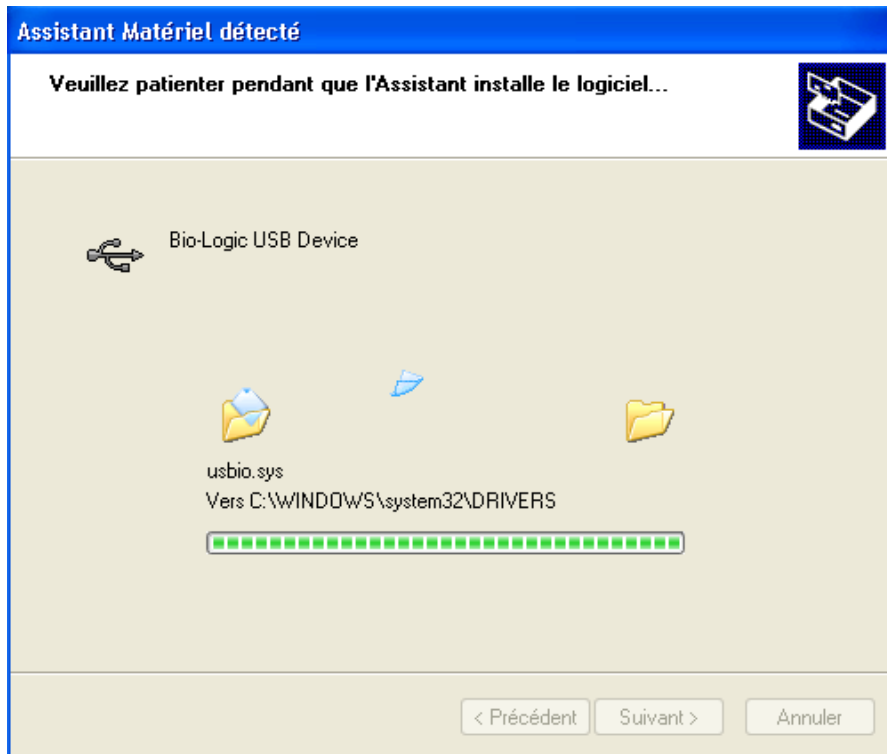 Assistant Matériel détecté
Veuillez patienter pendant que l'Assistant installe le logiciel...
Bio-Logic USB Device
usbio.sys
Vers C:\WINDOWS\system32\DRIVERS
< Précédent Suivant > Annuler